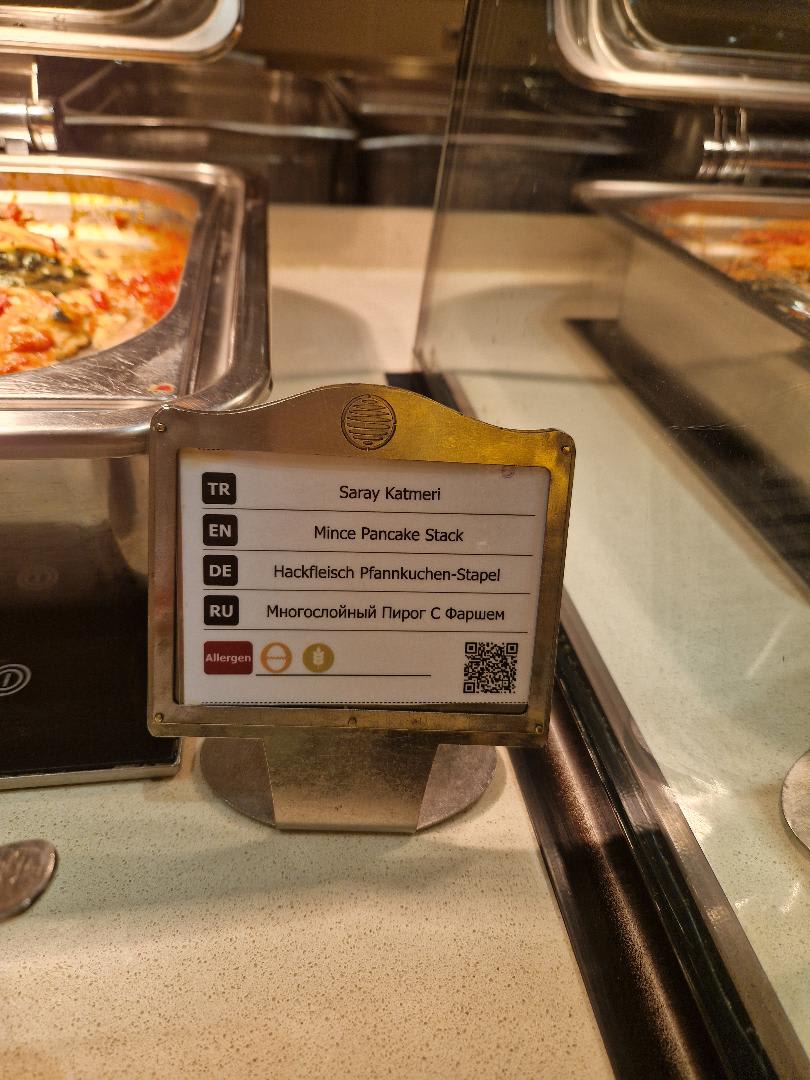 TR Saray Katmeri
EN Mince Pancake Stack
DE Hackfleisch Pfannkuchen-Stapel
RU Многослойный Пирог С Фаршем
Allergen